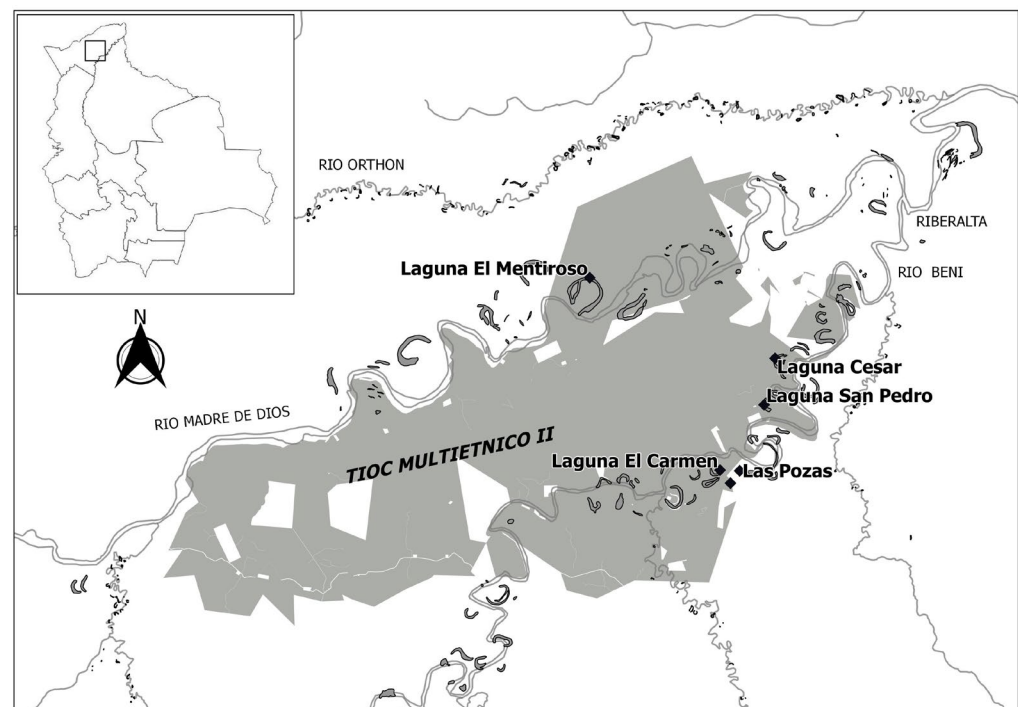 RIO ORTHON
RIBERALTA
Laguna El Mentiroso
RIO BENI
N
Laguna Cesar
Laguna San Pedro
RIO MADRE DE DIOS
TIOC MULTIETNICO II
Laguna El Carmen
Las Pozas